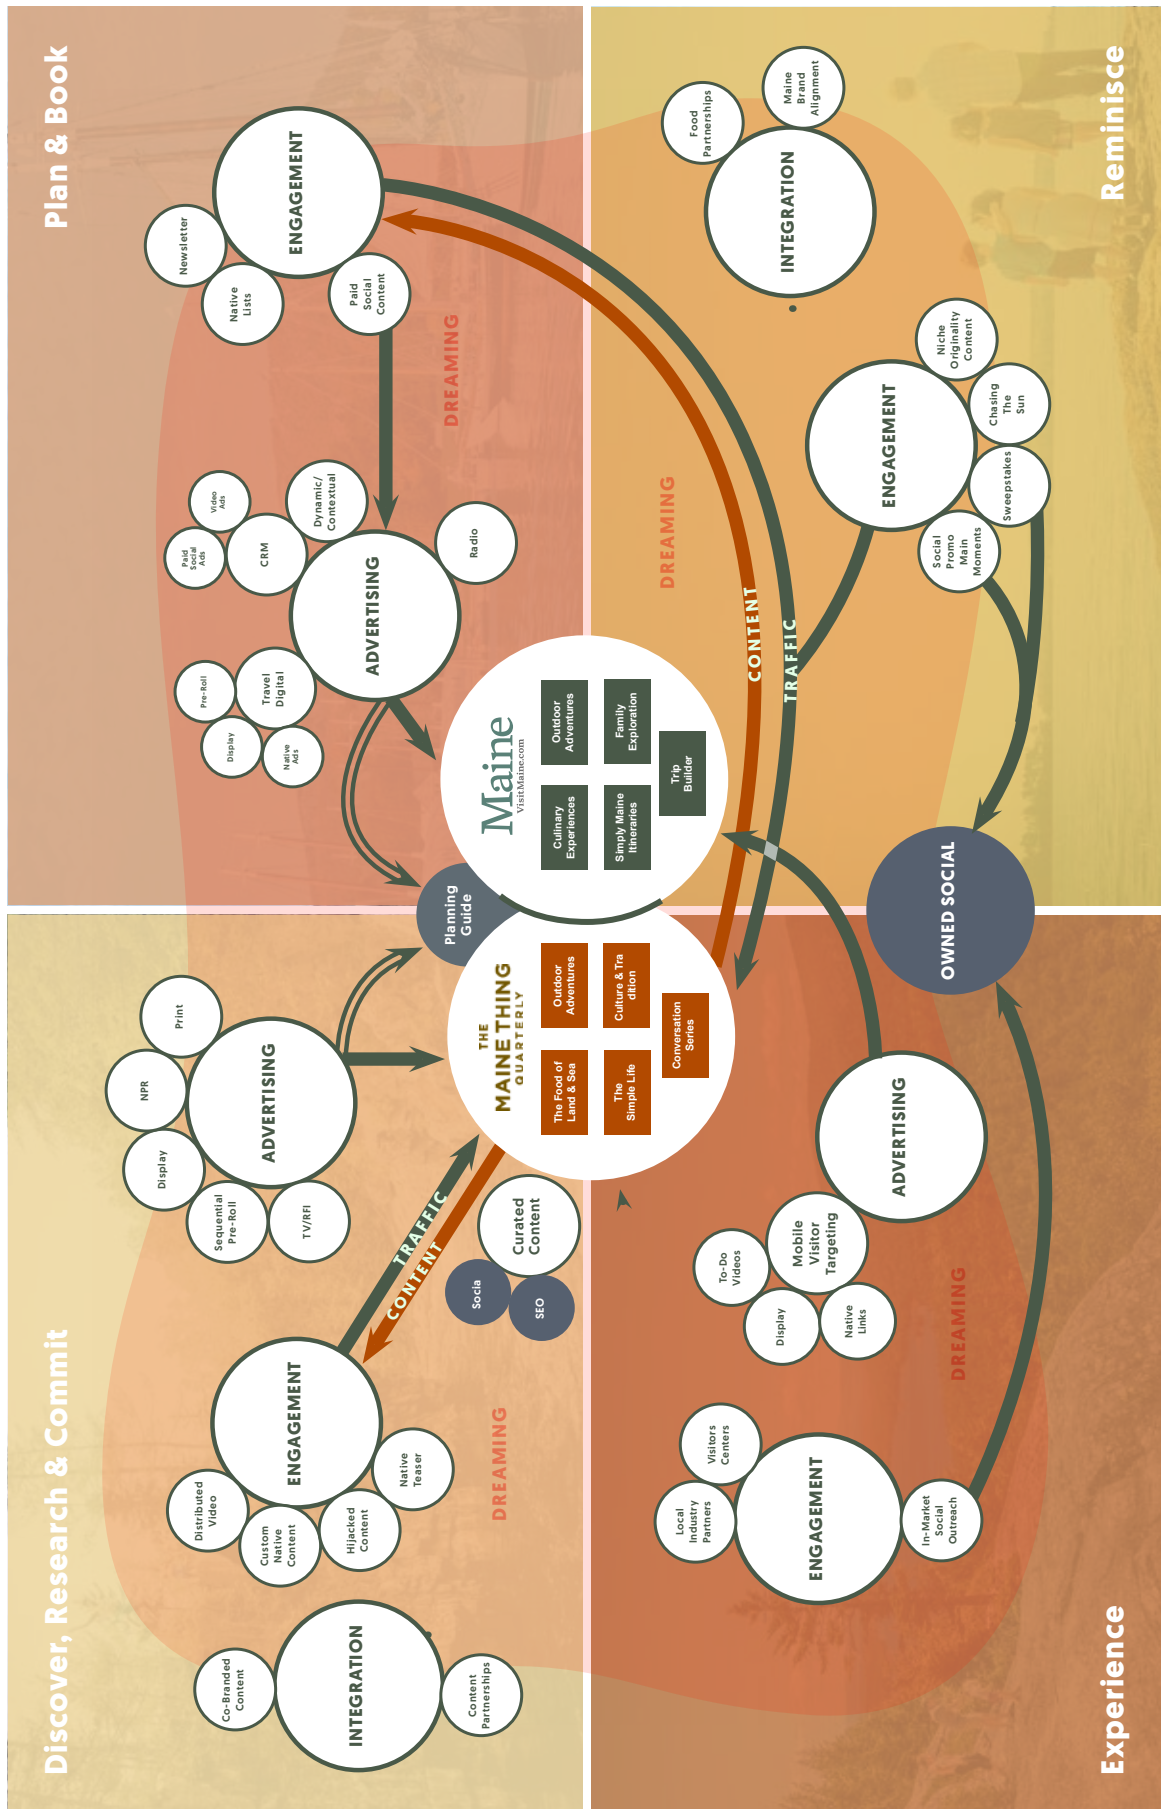 Discover, Research & Commit
INTEGRATION
Co-Branded
Content
Content
Partnerships
ENGAGEMENT
Distributed
Video
Custom
Native
Content
Hijacked
Content
Native
Teaser
DREAMING
TRAFFIC
CONTENT
ADVERTISING
Print
NPR
Display
Sequential
Pre-Roll
TV/RFI
Curated
Content
Socia
SEO
Plan & Book
ENGAGEMENT
Newsletter
Native
Lists
Paid
Social
Content
DREAMING
ADVERTISING
Video
Ads
Paid
Social
Ads
CRM
Dynamic/
Contextual
Radio
Pre-Roll
Travel
Digital
Display
Native
Ads
Planning
Guide
THE
MAINE THING
QUARTERLY
The Food of
Land & Sea
Outdoor
Adventures
The
Simple Life
Culture & Tra
dition
Conversation
Series
Maine
VisitMaine.com
Culinary
Experiences
Outdoor
Adventures
Simply Maine
Itineraries
Family
Exploration
Trip
Builder
CONTENT
TRAFFIC
Experience
ENGAGEMENT
Local
Industry
Partners
Visitors
Centers
In-Market
Social
Outreach
DREAMING
ADVERTISING
To-Do
Videos
Mobile
Visitor
Targeting
Display
Native
Links
OWNED SOCIAL
Reminisce
DREAMING
ENGAGEMENT
Social
Promo
Main
Moments
Sweepstakes
Chasing
The
Sun
Niche
Originality
Content
INTEGRATION
Food
Partnerships
Maine
Brand
Alignment